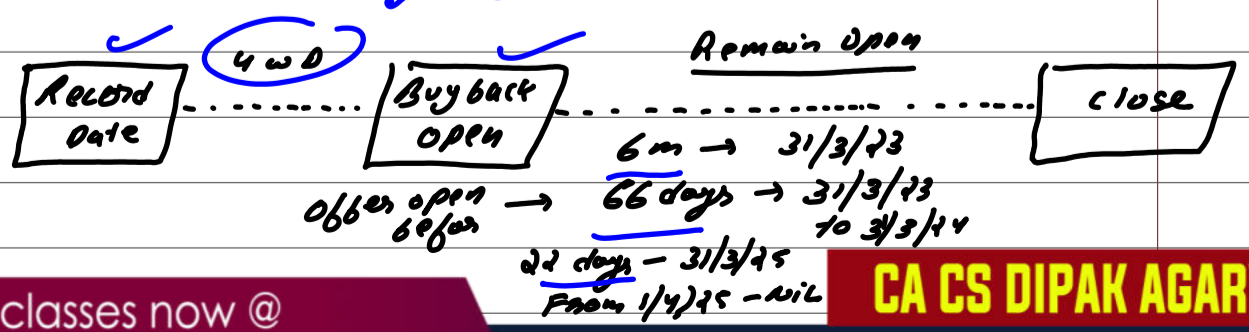 4 WD
Remain open
Record Date
Buyback open
close
6 m → 31/3/23
offer open before → 66 days → 31/3/23
to 31/3/24
22 days - 31/3/25
From 1/4/25 - NIL
classes now @
CA CS DIPAK AGAR